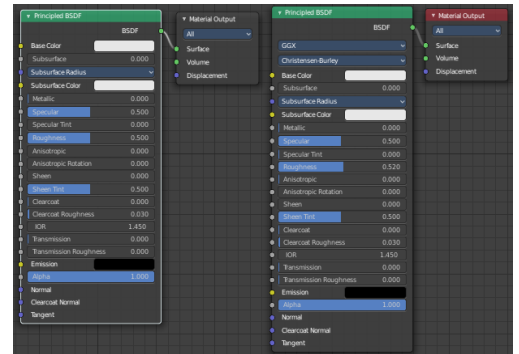 Principled BSDF
BSDF
Base Color
Subsurface 0.000
Subsurface Radius
Subsurface Color
Metallic 0.000
Specular 0.500
Specular Tint 0.000
Roughness 0.500
Anisotropic 0.000
Anisotropic Rotation 0.000
Sheen 0.000
Sheen Tint 0.500
Clearcoat 0.000
Clearcoat Roughness 0.030
IOR 1.450
Transmission 0.000
Transmission Roughness 0.000
Emission
Alpha 1.000
Normal
Clearcoat Normal
Tangent
Material Output
All
Surface
Volume
Displacement
Principled BSDF
BSDF
GGX
Christensen-Burley
Base Color
Subsurface 0.000
Subsurface Radius
Subsurface Color
Metallic 0.000
Specular 0.500
Specular Tint 0.000
Roughness 0.520
Anisotropic 0.000
Anisotropic Rotation 0.000
Sheen 0.000
Sheen Tint 0.500
Clearcoat 0.000
Clearcoat Roughness 0.030
IOR 1.450
Transmission 0.000
Transmission Roughness 0.000
Emission
Alpha 1.000
Normal
Clearcoat Normal
Tangent
Material Output
All
Surface
Volume
Displacement